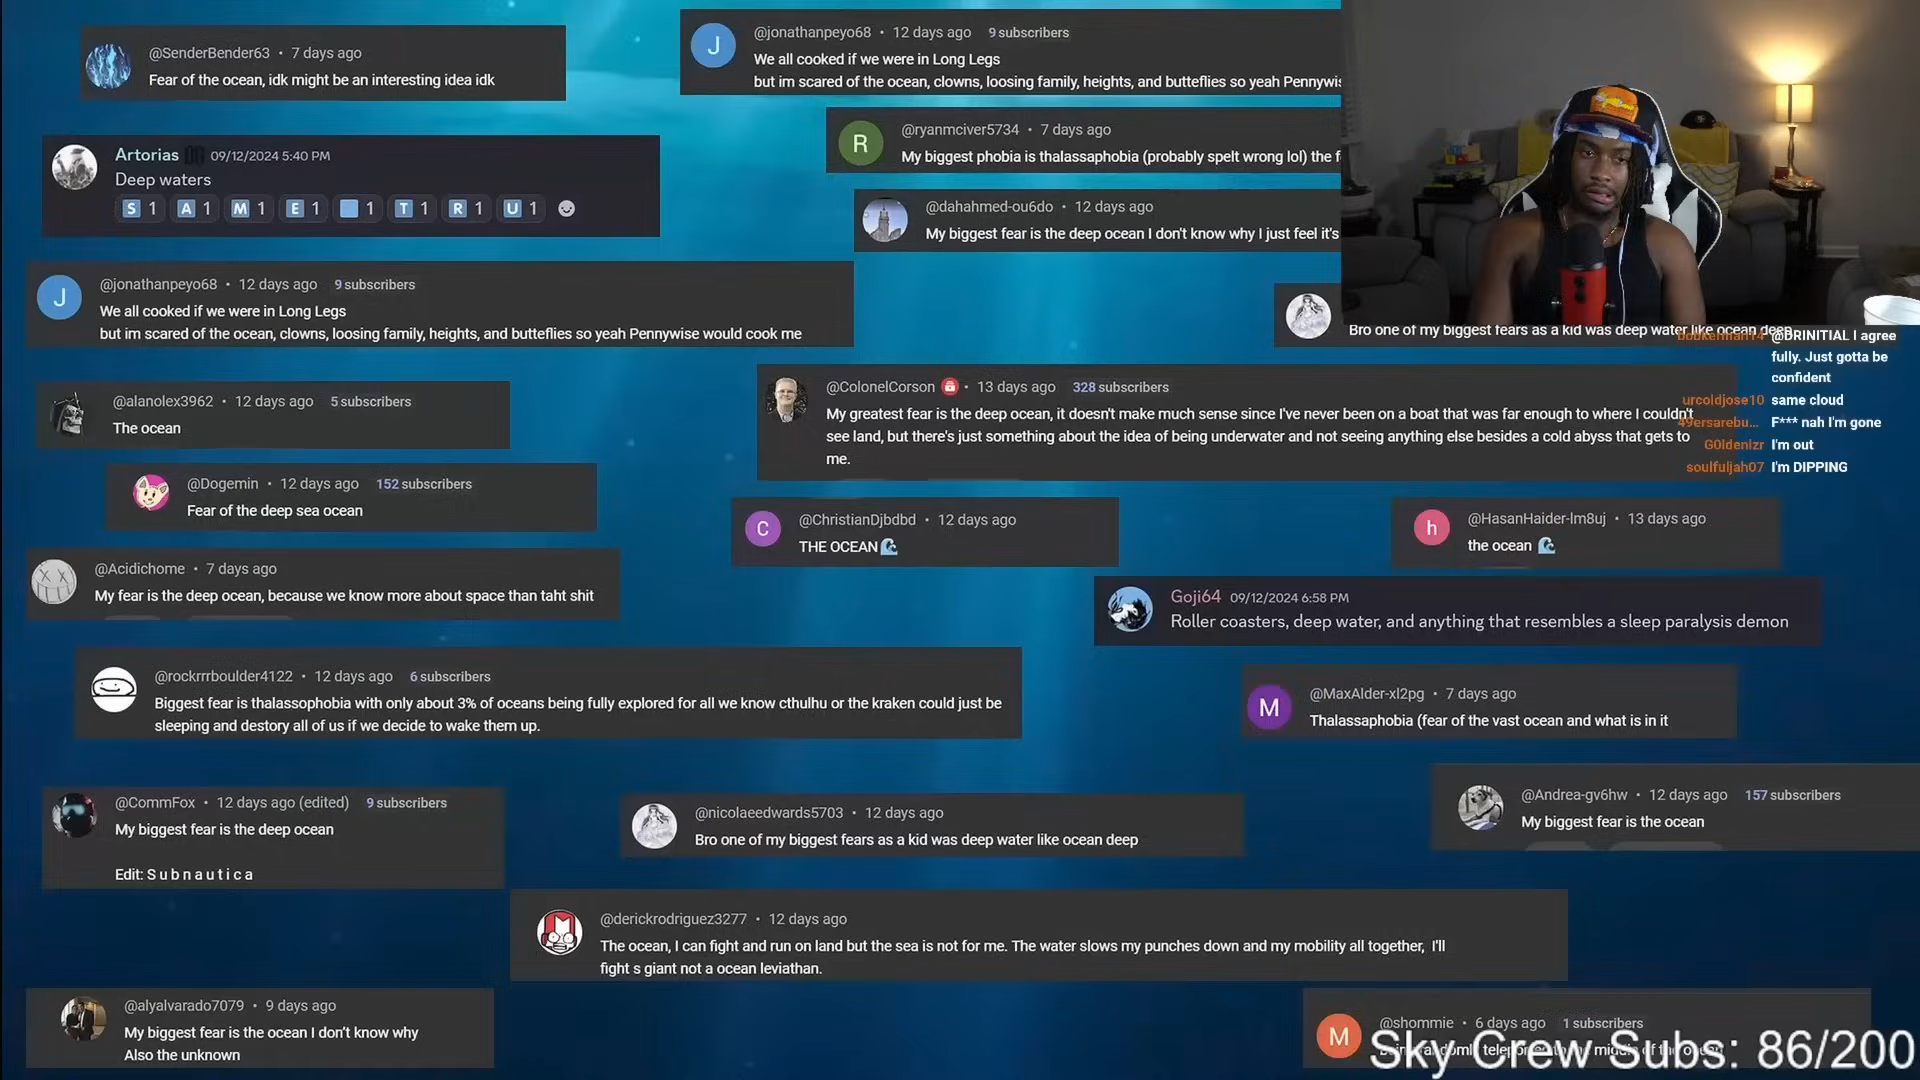 @SenderBender63 • 7 days ago
Fear of the ocean, idk might be an interesting idea idk
@jonathanpeyo68 • 12 days ago 9 subscribers
We all cooked if we were in Long Legs
but im scared of the ocean, clowns, loosing family, heights, and butteflies so yeah Pennywis
R
J
@ryanmciver5734 • 7 days ago
My biggest phobia is thalassaphobia (probably spelt wrong lol) the f
Artorias 09/12/2024 5:40 PM
Deep waters
S 1 A 1 M 1 E 1 1 T 1 R 1 U 1
@dahahmed-ou6do • 12 days ago
My biggest fear is the deep ocean I don't know why I just feel it's
J
@jonathanpeyo68 • 12 days ago 9 subscribers
We all cooked if we were in Long Legs
but im scared of the ocean, clowns, loosing family, heights, and butteflies so yeah Pennywise would cook me
Bro one of my biggest fears as a kid was deep water like ocean deep
bobkerman14 @DRINITIAL I agree
fully. Just gotta be
confident
urcoldjose10 same cloud
49ersarebu... F*** nah I'm gone
G0ldenizr I'm out
soulfuljah07 I'm DIPPING
@alanolex3962 • 12 days ago 5 subscribers
The ocean
@ColonelCorson • 13 days ago 328 subscribers
My greatest fear is the deep ocean, it doesn't make much sense since I've never been on a boat that was far enough to where I couldn't
see land, but there's just something about the idea of being underwater and not seeing anything else besides a cold abyss that gets to
me.
@Dogemin • 12 days ago 152 subscribers
Fear of the deep sea ocean
C
@ChristianDjbdbd • 12 days ago
THE OCEAN🌊
h
@HasanHaider-lm8uj • 13 days ago
the ocean 🌊
@Acidichome • 7 days ago
My fear is the deep ocean, because we know more about space than taht shit
Goji64 09/12/2024 6:58 PM
Roller coasters, deep water, and anything that resembles a sleep paralysis demon
@rockrrrboulder4122 • 12 days ago 6 subscribers
Biggest fear is thalassophobia with only about 3% of oceans being fully explored for all we know cthulhu or the kraken could just be
sleeping and destory all of us if we decide to wake them up.
M
@MaxAlder-xl2pg • 7 days ago
Thalassaphobia (fear of the vast ocean and what is in it
@CommFox • 12 days ago (edited) 9 subscribers
My biggest fear is the deep ocean
Edit: S u b n a u t i c a
@nicolaeedwards5703 • 12 days ago
Bro one of my biggest fears as a kid was deep water like ocean deep
@Andrea-gv6hw • 12 days ago 157 subscribers
My biggest fear is the ocean
@derickrodriguez3277 • 12 days ago
The ocean, I can fight and run on land but the sea is not for me. The water slows my punches down and my mobility all together, I'll
fight s giant not a ocean leviathan.
@alyalvarado7079 • 9 days ago
My biggest fear is the ocean I don't know why
Also the unknown
M
@shommie • 6 days ago 1 subscribers
Sky Crew Subs: 86/200